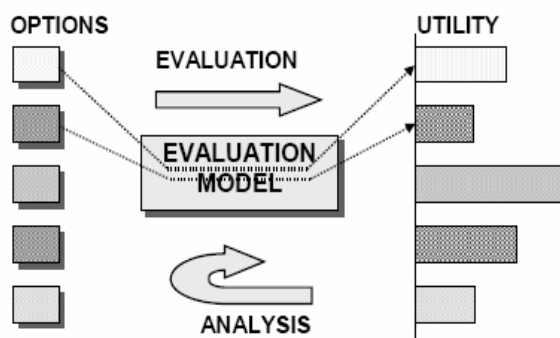 OPTIONS
UTILITY
EVALUATION
EVALUATION
MODEL
ANALYSIS